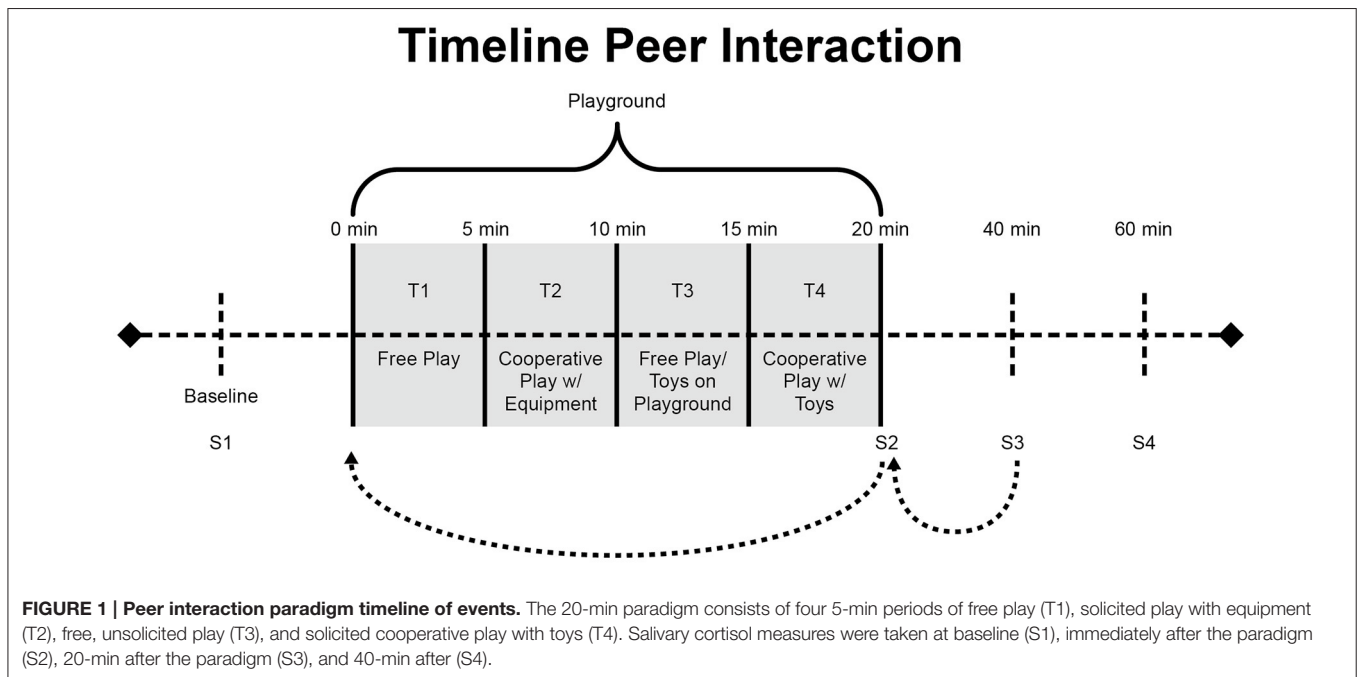 Timeline Peer Interaction
Playground
0 min 5 min 10 min 15 min 20 min 40 min 60 min
T1 T2 T3 T4
Free Play
Cooperative
Play w/
Equipment
Free Play/
Toys on
Playground
Cooperative
Play w/
Toys
Baseline
S1 S2 S3 S4
FIGURE 1 | Peer interaction paradigm timeline of events. The 20-min paradigm consists of four 5-min periods of free play (T1), solicited play with equipment
(T2), free, unsolicited play (T3), and solicited cooperative play with toys (T4). Salivary cortisol measures were taken at baseline (S1), immediately after the paradigm
(S2), 20-min after the paradigm (S3), and 40-min after (S4).